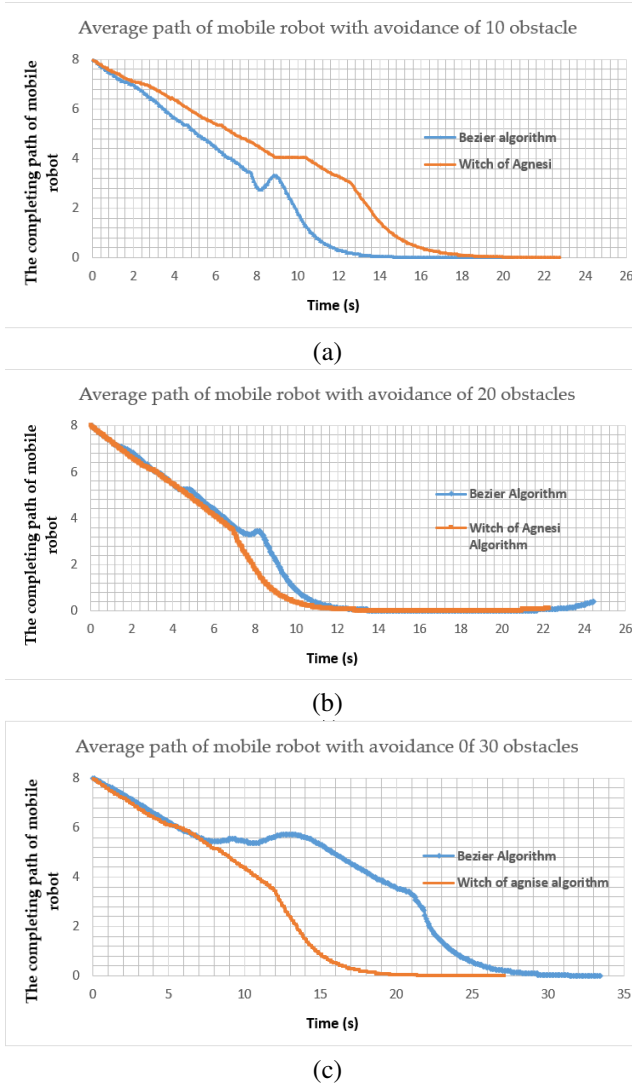 Average path of mobile robot with avoidance of 10 obstacle
The completing path of mobile
robot
8
6
4
2
0
Bezier algorithm
Witch of Agnesi
0 2 4 6 8 10 12 14 16 18 20 22 24 26
Time (s)
(a)
Average path of mobile robot with avoidance of 20 obstacles
The completing path of mobile
robot
8
6
4
2
0
Bezier Algorithm
Witch of Agnesi
Algorithm
0 2 4 6 8 10 12 14 16 18 20 22 24 26
Time (s)
(b)
Average path of mobile robot with avoidance 0f 30 obstacles
The completing path of mobile
robot
8
6
4
2
0
Bezier Algorithm
Witch of agnise algorithm
0 5 10 15 20 25 30 35
Time (s)
(c)